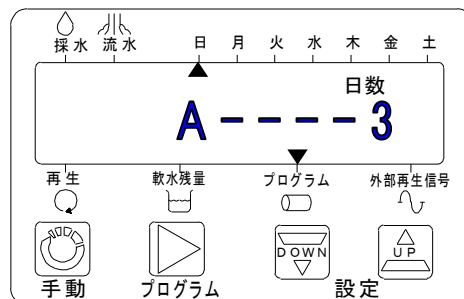 採水 流水 日 月 火 水 木 金 土
日数
A----3
再生 軟水残量 プログラム 外部再生信号
DOWN UP
手動 プログラム 設定